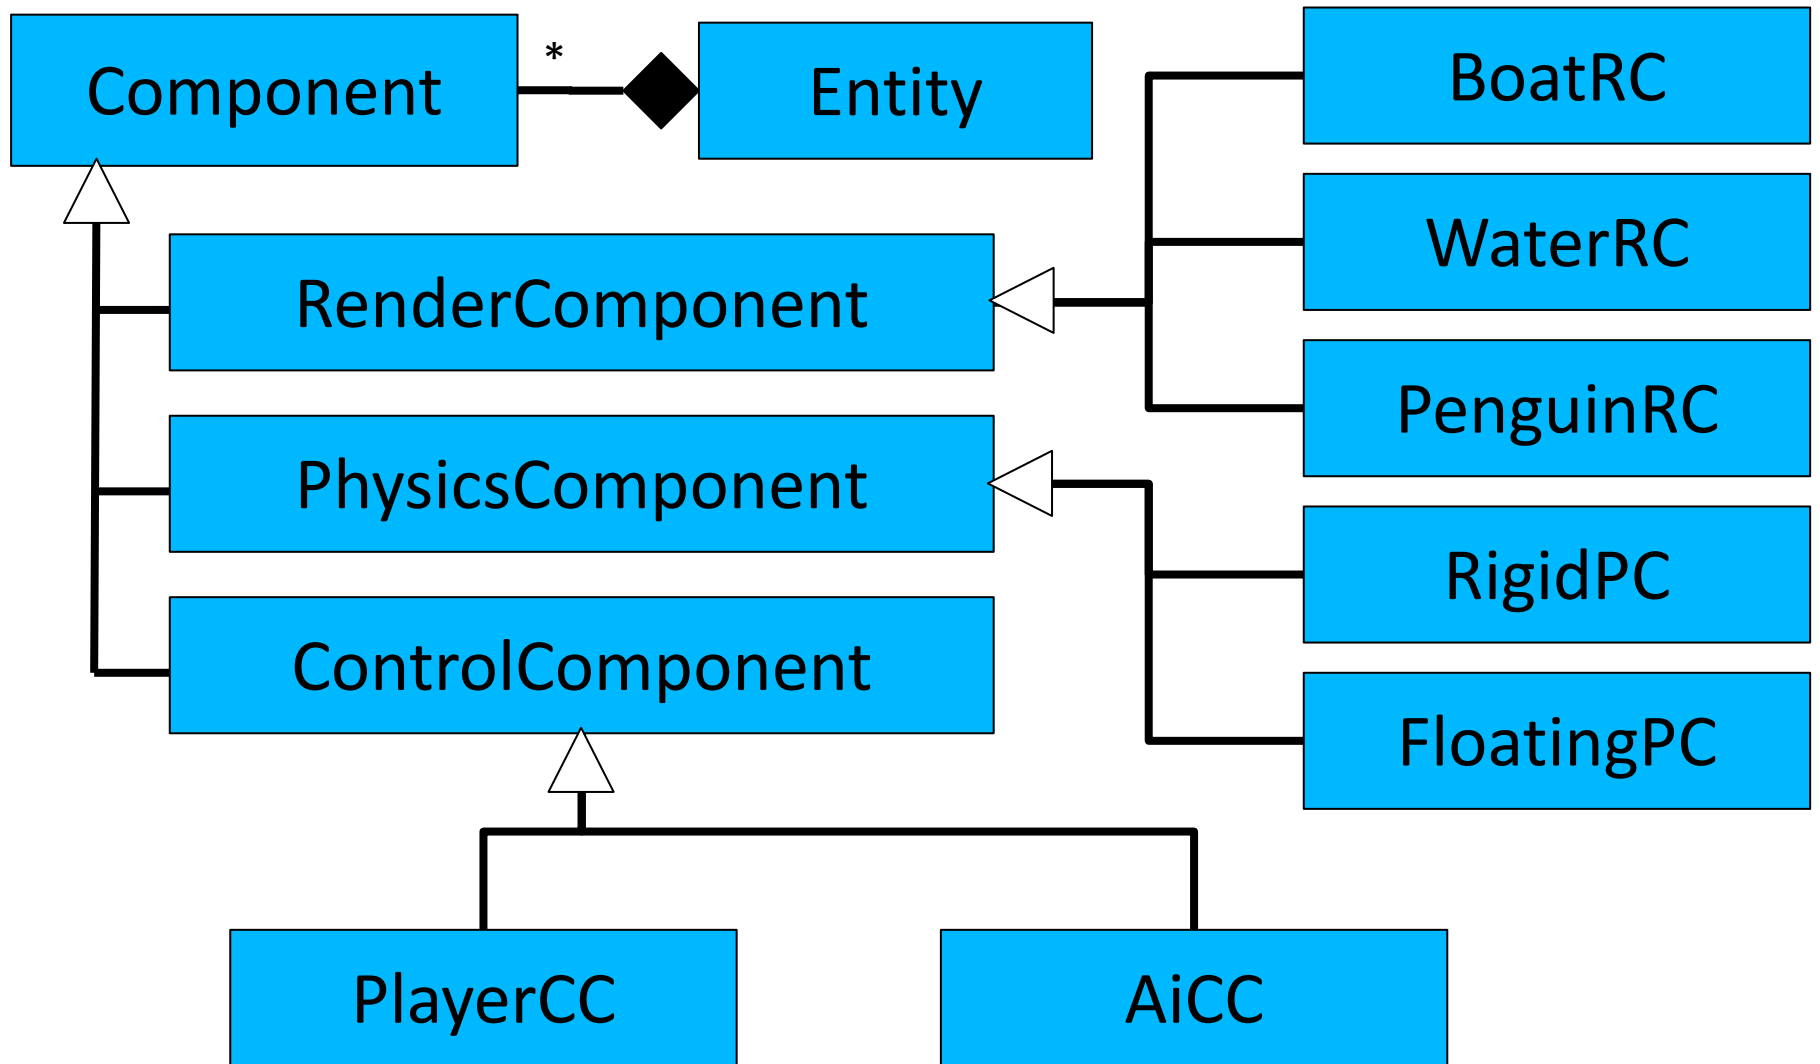 Component
*
Entity
BoatRC
WaterRC
RenderComponent
PenguinRC
PhysicsComponent
RigidPC
ControlComponent
FloatingPC
PlayerCC
AiCC